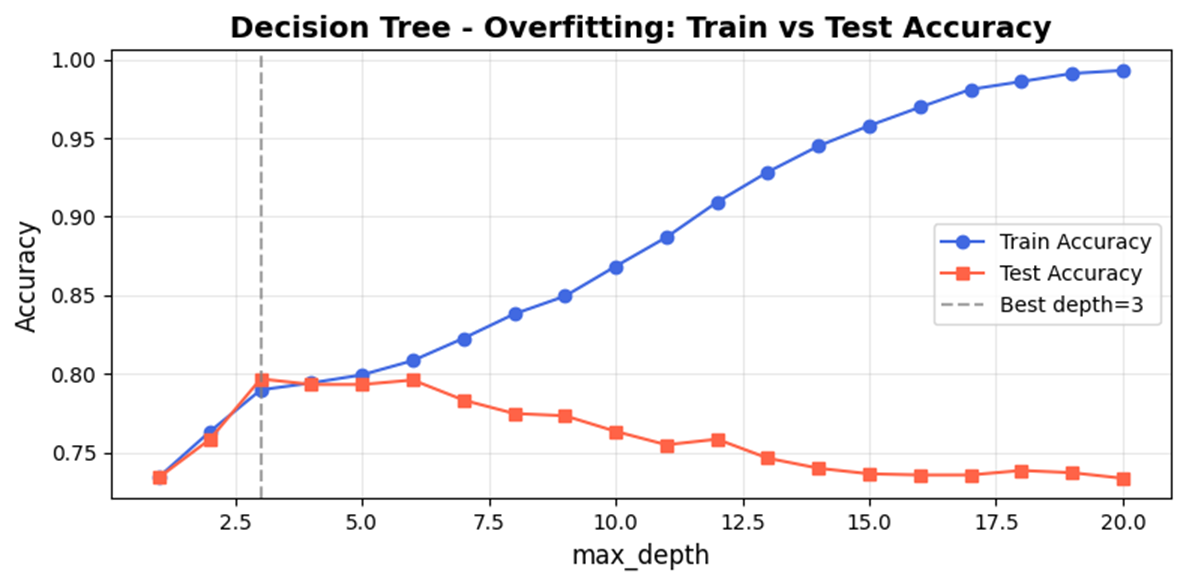 Decision Tree - Overfitting: Train vs Test Accuracy
1.00
0.95
0.90
0.85
0.80
0.75
Accuracy
Train Accuracy
Test Accuracy
Best depth=3
2.5 5.0 7.5 10.0 12.5 15.0 17.5 20.0
max_depth